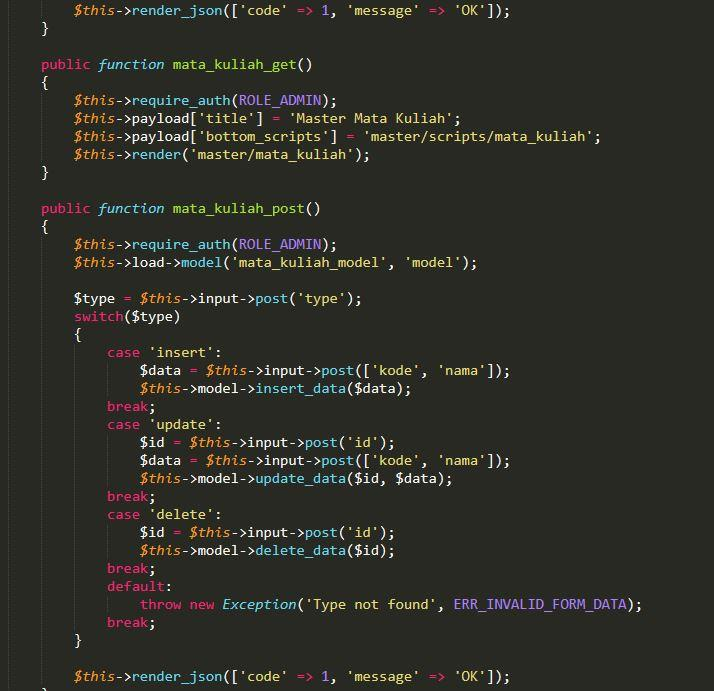 $this->render_json(['code' => 1, 'message' => 'OK']);
}
public function mata_kuliah_get()
{
$this->require_auth(ROLE_ADMIN);
$this->payload['title'] = 'Master Mata Kuliah';
$this->payload['bottom_scripts'] = 'master/scripts/mata_kuliah';
$this->render('master/mata_kuliah');
}
public function mata_kuliah_post()
{
$this->require_auth(ROLE_ADMIN);
$this->load->model('mata_kuliah_model', 'model');
$type = $this->input->post('type');
switch($type)
{
case 'insert':
$data = $this->input->post(['kode', 'nama']);
$this->model->insert_data($data);
break;
case 'update':
$id = $this->input->post('id');
$data = $this->input->post(['kode', 'nama']);
$this->model->update_data($id, $data);
break;
case 'delete':
$id = $this->input->post('id');
$this->model->delete_data($id);
break;
default:
throw new Exception('Type not found', ERR_INVALID_FORM_DATA);
break;
}
$this->render_json(['code' => 1, 'message' => 'OK']);